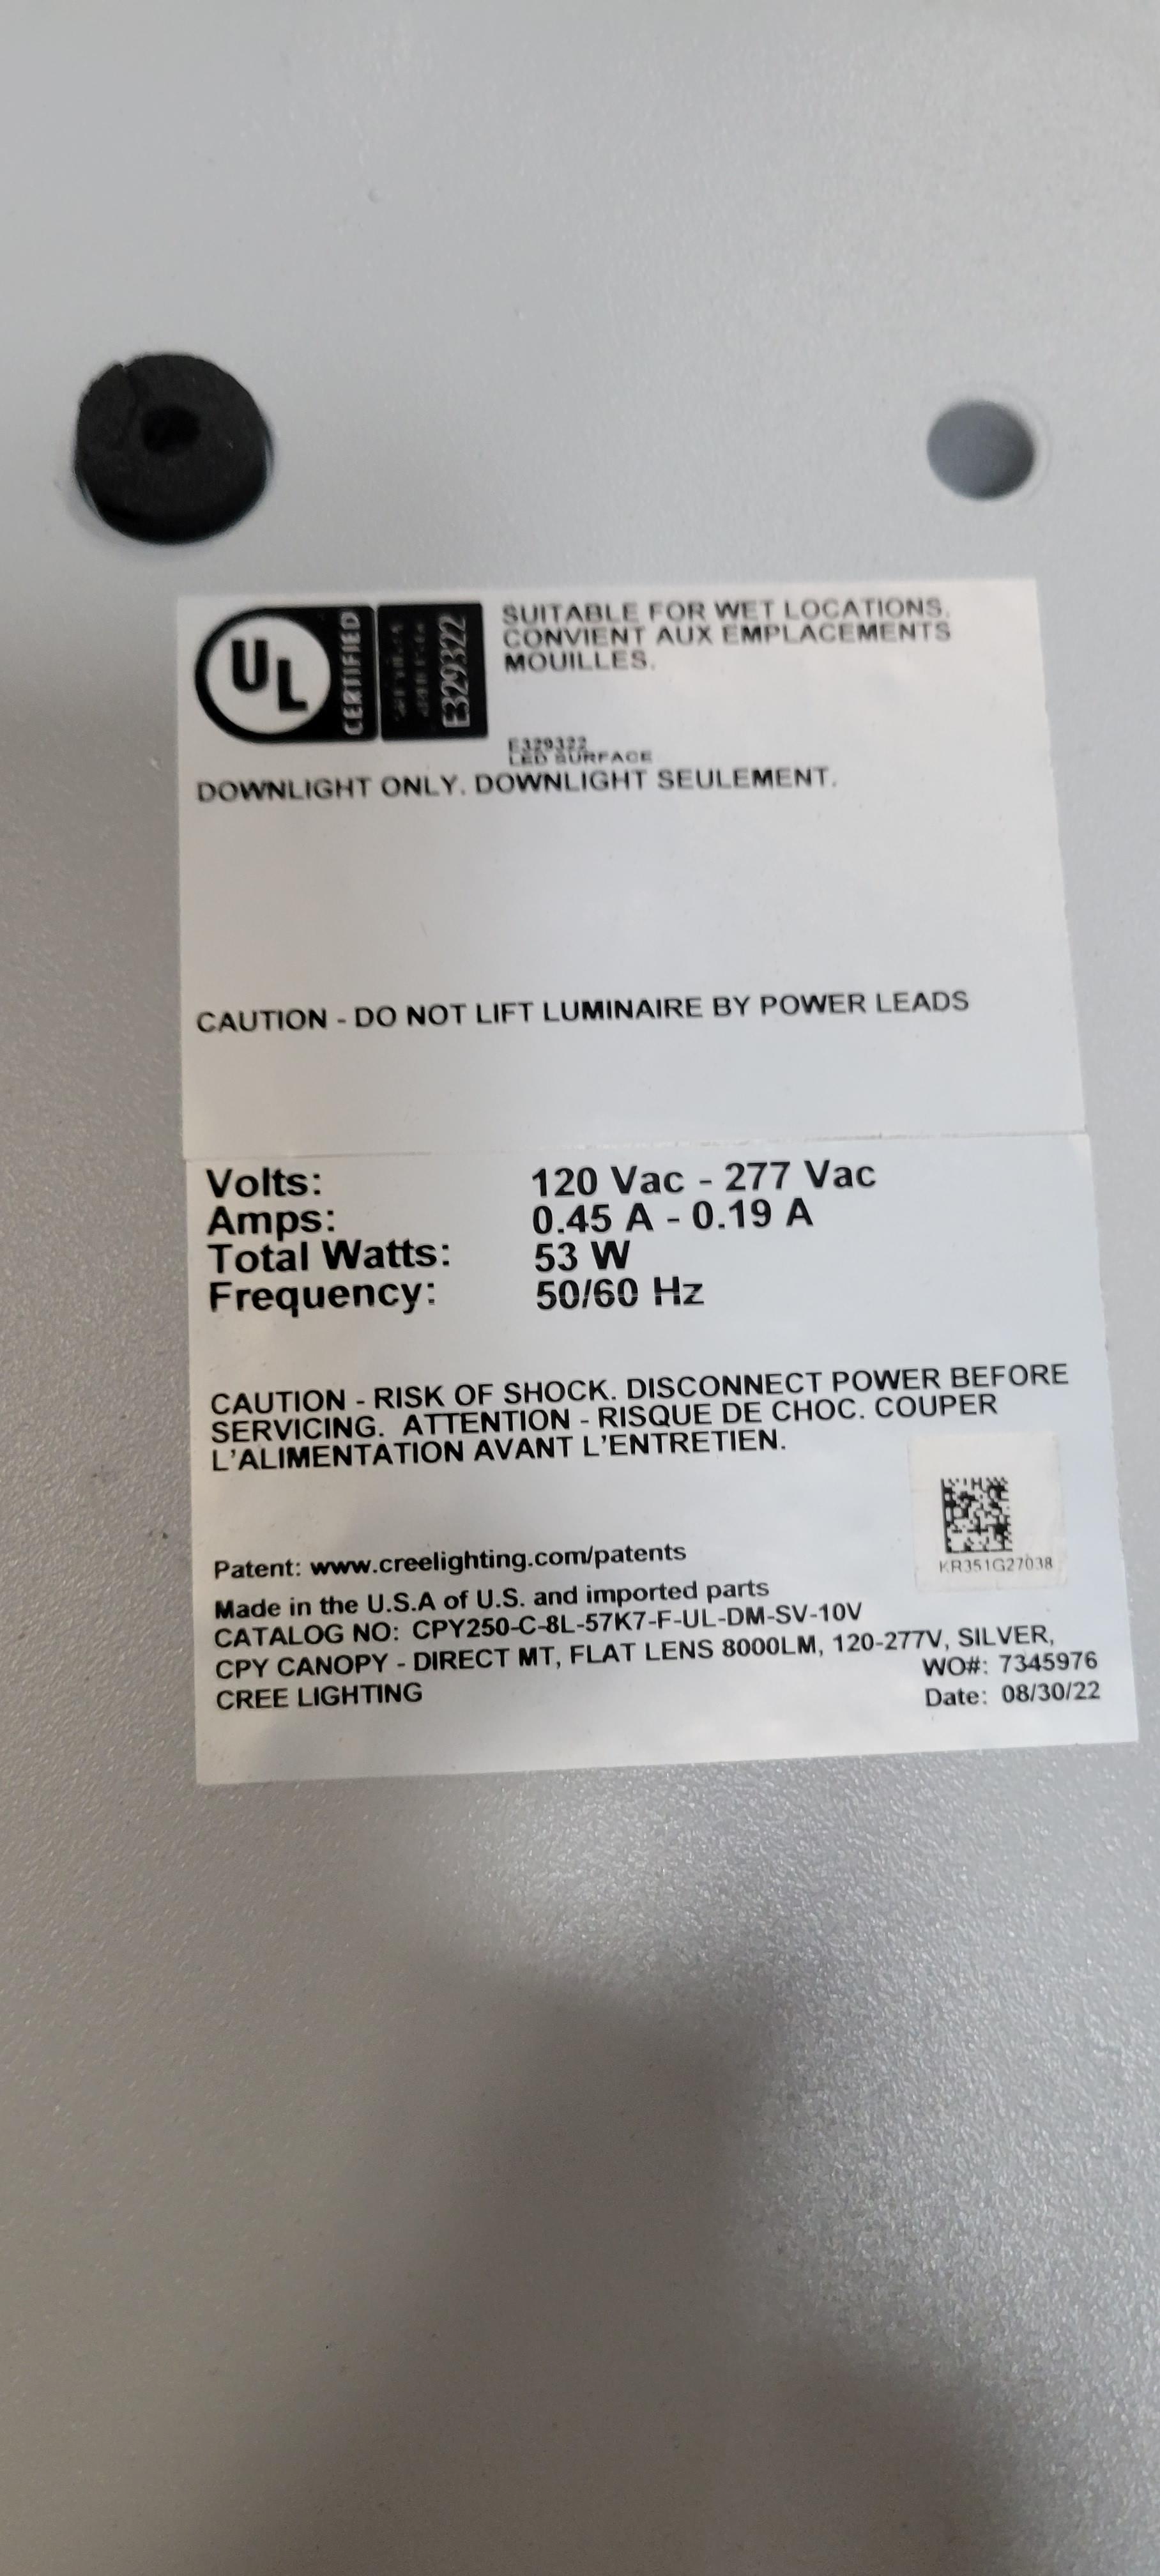 UL
CERTIFIED
E329322
SUITABLE FOR WET LOCATIONS.
CONVIENT AUX EMPLACEMENTS
MOUILLES.
E329322
LED SURFACE
DOWNLIGHT ONLY. DOWNLIGHT SEULEMENT.
CAUTION - DO NOT LIFT LUMINAIRE BY POWER LEADS
Volts: 120 Vac - 277 Vac
Amps: 0.45 A - 0.19 A
Total Watts: 53 W
Frequency: 50/60 Hz
CAUTION - RISK OF SHOCK. DISCONNECT POWER BEFORE
SERVICING. ATTENTION - RISQUE DE CHOC. COUPER
L'ALIMENTATION AVANT L'ENTRETIEN.
KR351G27038
Patent: www.creelighting.com/patents
Made in the U.S.A of U.S. and imported parts
CATALOG NO: CPY250-C-8L-57K7-F-UL-DM-SV-10V
CPY CANOPY - DIRECT MT, FLAT LENS 8000LM, 120-277V, SILVER,
WO#: 7345976
CREE LIGHTING
Date: 08/30/22